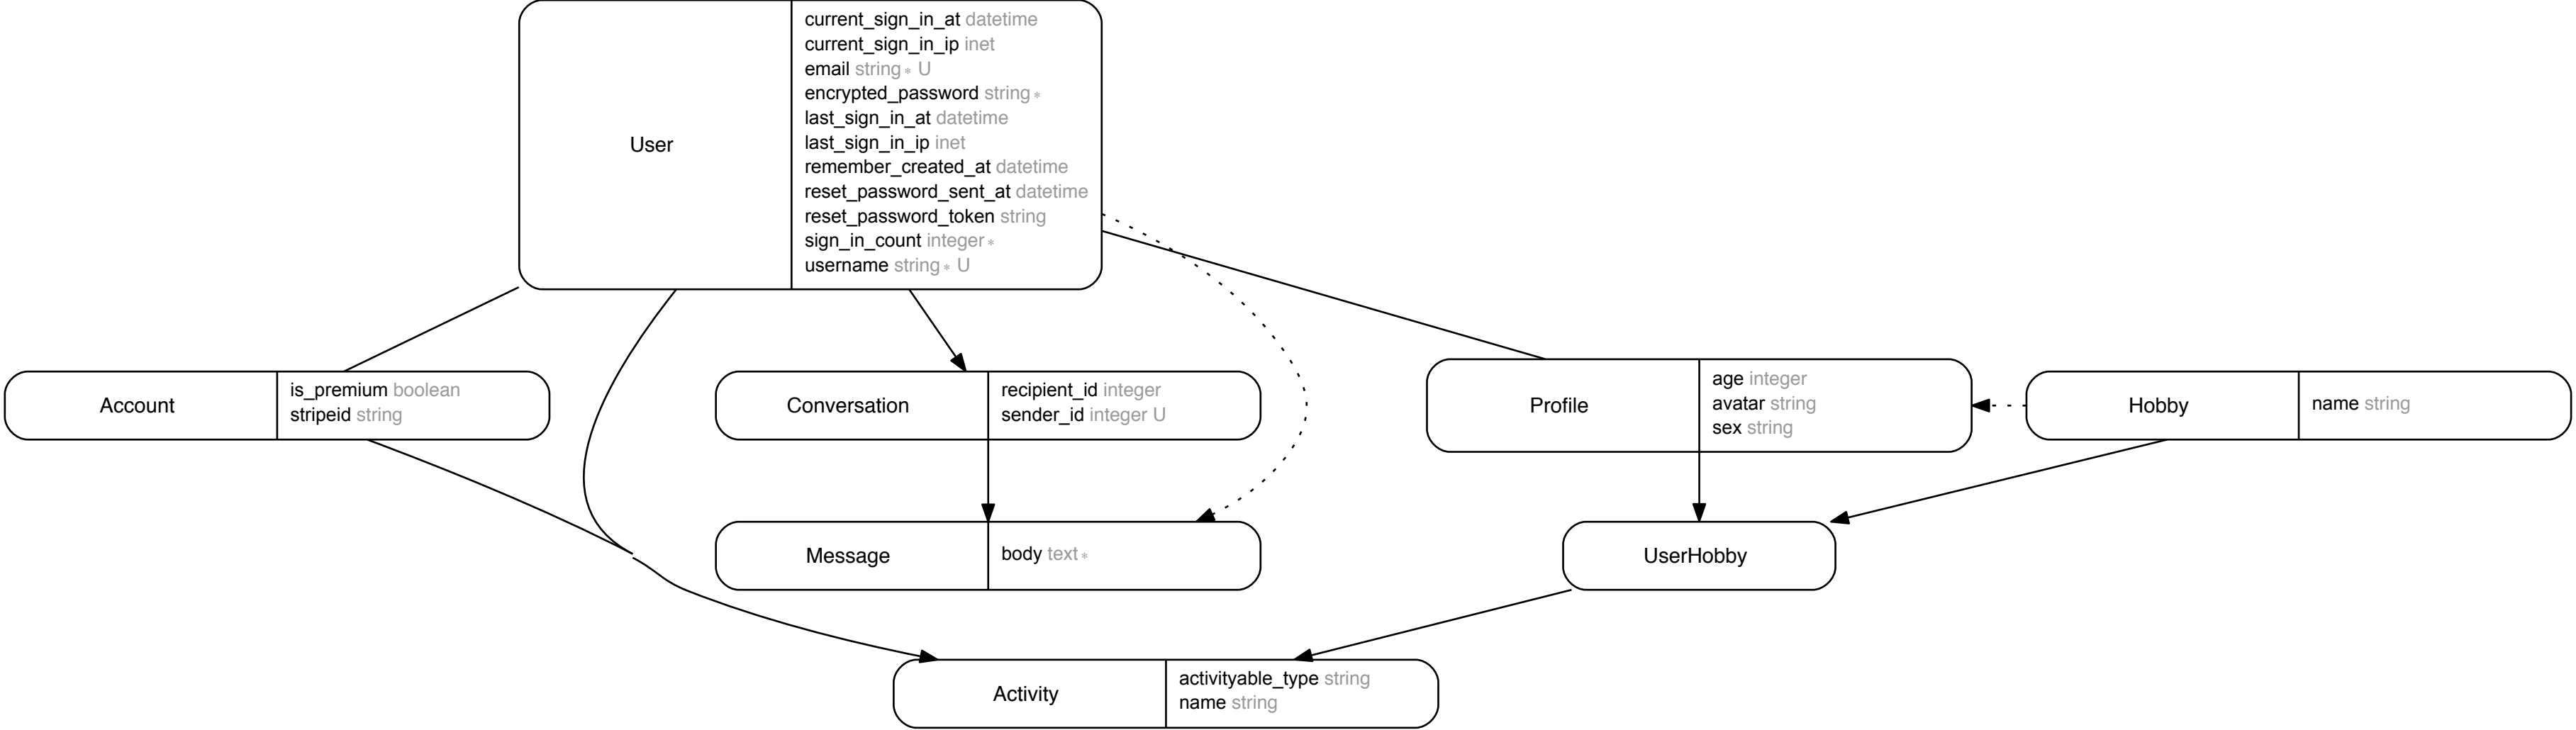 User
current_sign_in_at datetime
current_sign_in_ip inet
email string * U
encrypted_password string *
last_sign_in_at datetime
last_sign_in_ip inet
remember_created_at datetime
reset_password_sent_at datetime
reset_password_token string
sign_in_count integer *
username string * U
Account
is_premium boolean
stripeid string
Conversation
recipient_id integer
sender_id integer U
Profile
age integer
avatar string
sex string
Hobby
name string
Message
body text *
UserHobby
Activity
activityable_type string
name string